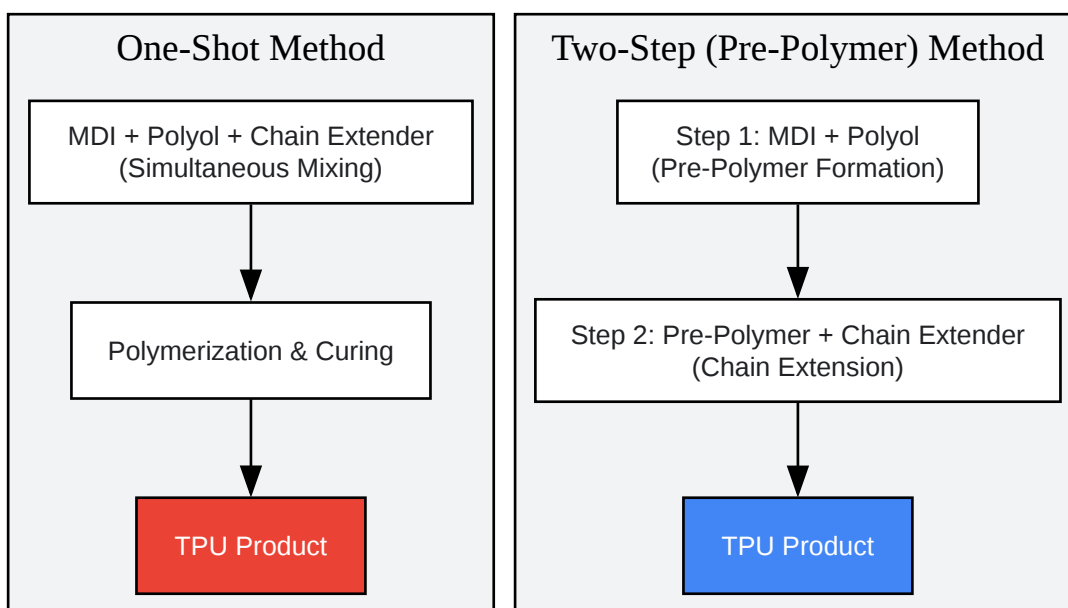 One-Shot Method
MDI + Polyol + Chain Extender
(Simultaneous Mixing)
Polymerization & Curing
TPU Product
Two-Step (Pre-Polymer) Method
Step 1: MDI + Polyol
(Pre-Polymer Formation)
Step 2: Pre-Polymer + Chain Extender
(Chain Extension)
TPU Product